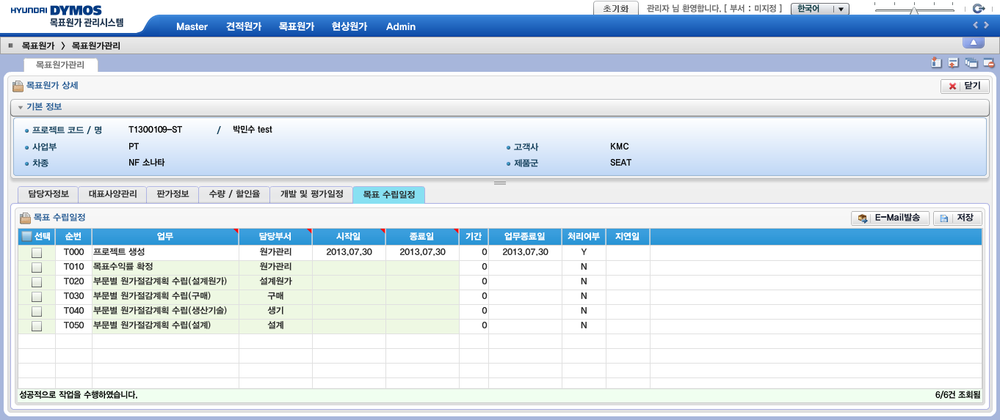 HYUNDAI DYMOS
목표원가 관리시스템
초기화 관리자 님 환영합니다. [ 부서 : 미지정 ] 한국어
Master 견적원가 목표원가 현상원가 Admin
목표원가 〉 목표원가관리
목표원가관리
목표원가 상세 닫기
기본 정보
프로젝트 코드 / 명 T1300109-ST / 박민수 test
사업부 PT 고객사 KMC
차종 NF 소나타 제품군 SEAT
담당자정보 대표사양관리 판가정보 수량 / 할인율 개발 및 평가일정 목표 수립일정
목표 수립일정 E-Mail발송 저장
선택 순번 업무 담당부서 시작일 종료일 기간 업무종료일 처리여부 지연일
T000 프로젝트 생성 원가관리 2013.07.30 2013.07.30 0 2013.07.30 Y
T010 목표수익률 확정 원가관리 0 N
T020 부문별 원가절감계획 수립(설계원가) 설계원가 0 N
T030 부문별 원가절감계획 수립(구매) 구매 0 N
T040 부문별 원가절감계획 수립(생산기술) 생기 0 N
T050 부문별 원가절감계획 수립(설계) 설계 0 N
성공적으로 작업을 수행하였습니다. 6/6건 조회됨